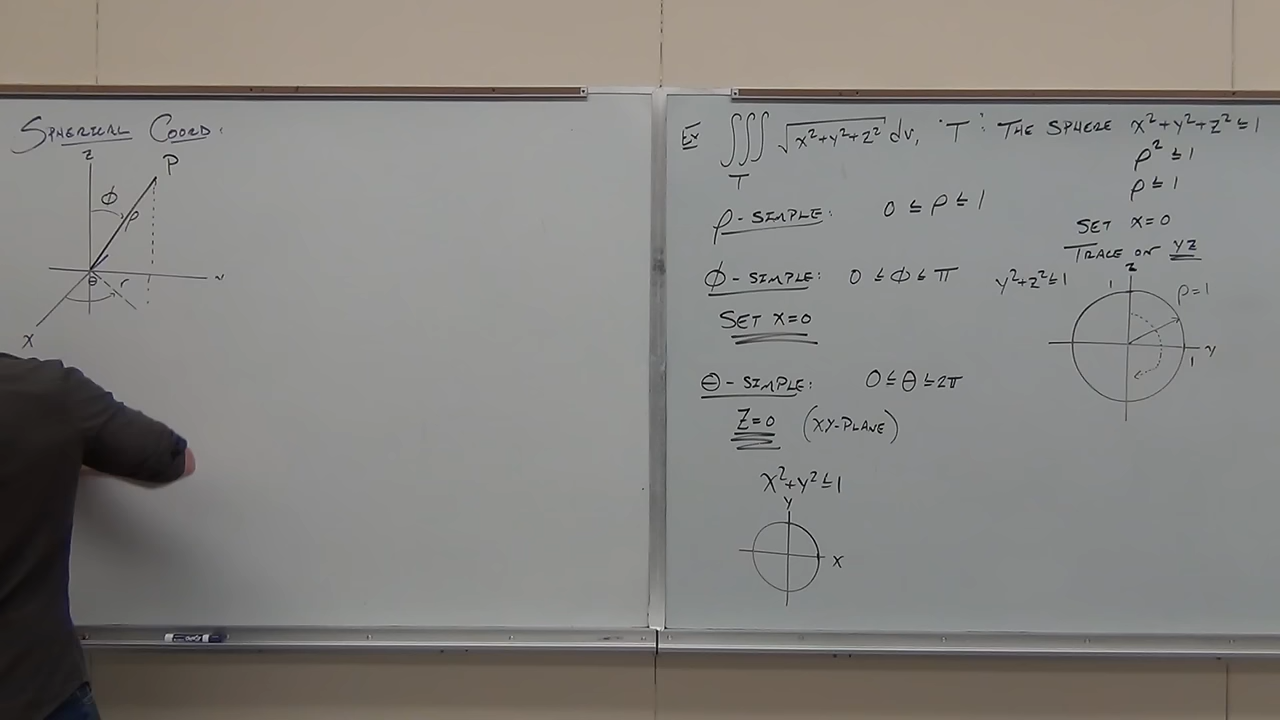 SPHERICAL COORD:
z
P
ϕ
ρ
θ
r
y
x
Ex ∭ √x²+y²+z² dv, "T": THE SPHERE x²+y²+z² ≤ 1
T
ρ² ≤ 1
ρ ≤ 1
ρ-SIMPLE: 0 ≤ ρ ≤ 1
SET x=0
TRACE ON YZ
ϕ-SIMPLE: 0 ≤ ϕ ≤ π
y²+z² ≤ 1
z
1
ρ=1
y
1
SET X=0
θ-SIMPLE: 0 ≤ θ ≤ 2π
Z=0 (XY-PLANE)
x²+y² ≤ 1
y
x